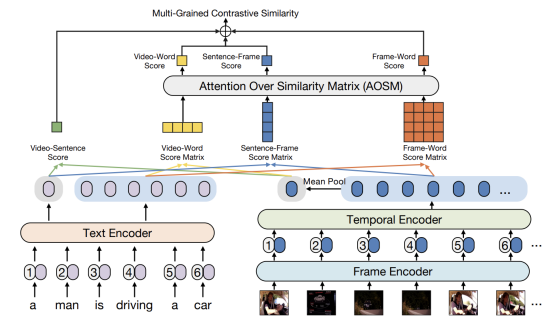 Multi-Grained Contrastive Similarity
Video-Word
Score
Sentence-Frame
Score
Frame-Word
Score
Attention Over Similarity Matrix (AOSM)
Video-Sentence
Score
Video-Word
Score Matrix
Sentence-Frame
Score Matrix
Frame-Word
Score Matrix
Mean Pool
...
Text Encoder
Temporal Encoder
1 2 3 4 5 6 ...
Frame Encoder
1 2 3 4 5 6
a man is driving a car
...